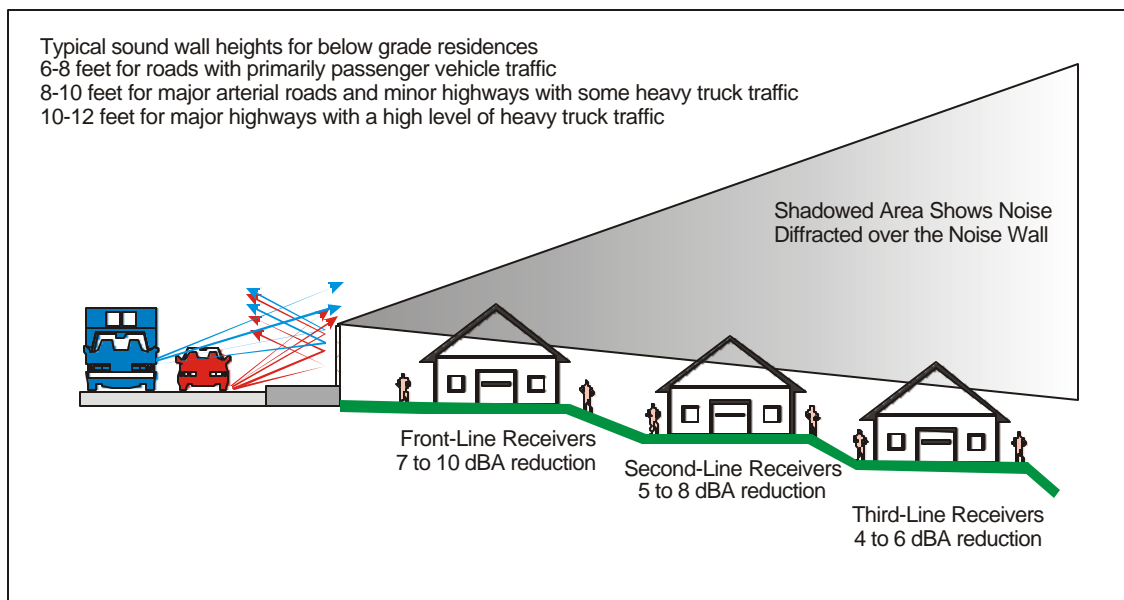 Typical sound wall heights for below grade residences
6-8 feet for roads with primarily passenger vehicle traffic
8-10 feet for major arterial roads and minor highways with some heavy truck traffic
10-12 feet for major highways with a high level of heavy truck traffic
Shadowed Area Shows Noise
Diffracted over the Noise Wall
Front-Line Receivers
7 to 10 dBA reduction
Second-Line Receivers
5 to 8 dBA reduction
Third-Line Receivers
4 to 6 dBA reduction